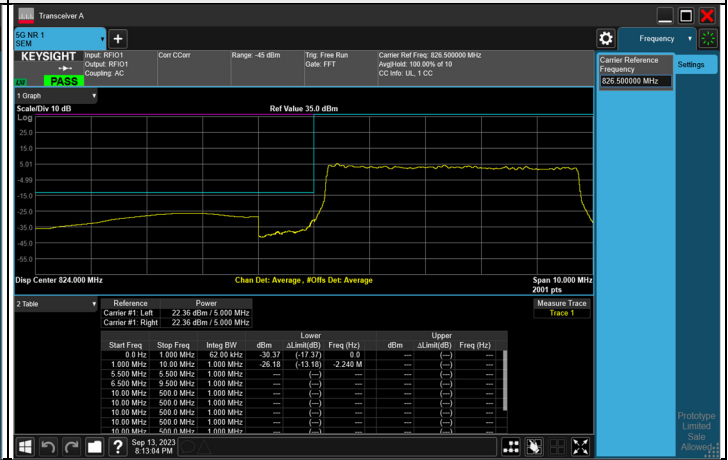 Transceiver A
5G NR 1
SEM
+
Frequency
KEYSIGHT
LXI
PASS
Input: RFIO1
Output: RFIO1
Coupling: AC
Corr CCorr
Range: -45 dBm
Trig: Free Run
Gate: FFT
Carrier Ref Freq: 826.500000 MHz
Avg|Hold: 100.00% of 10
CC Info: UL, 1 CC
Carrier Reference
Frequency
826.500000 MHz
Settings
1 Graph
Scale/Div 10 dB
Ref Value 35.0 dBm
Log
25.0
15.0
5.01
-4.99
-15.0
-25.0
-35.0
-45.0
-55.0
Disp Center 824.000 MHz
Chan Det: Average , #Offs Det: Average
Span 10.000 MHz
2001 pts
2 Table
Reference Power
Carrier #1: Left 22.36 dBm / 5.000 MHz
Carrier #1: Right 22.36 dBm / 5.000 MHz
Measure Trace
Trace 1
Lower Upper
Start Freq Stop Freq Integ BW dBm ΔLimit(dB) Freq (Hz) dBm ΔLimit(dB) Freq (Hz)
0.0 Hz 1.000 MHz 62.00 kHz -30.37 (-17.37) 0.0 --- (---) ---
1.000 MHz 10.00 MHz 1.000 MHz -26.18 (-13.18) -2.240 M --- (---) ---
5.500 MHz 5.500 MHz 1.000 MHz --- (---) --- --- (---) ---
6.500 MHz 9.500 MHz 1.000 MHz --- (---) --- --- (---) ---
10.00 MHz 500.0 MHz 1.000 MHz --- (---) --- --- (---) ---
10.00 MHz 500.0 MHz 1.000 MHz --- (---) --- --- (---) ---
10.00 MHz 500.0 MHz 1.000 MHz --- (---) --- --- (---) ---
10.00 MHz 500.0 MHz 1.000 MHz --- (---) --- --- (---) ---
Prototype
Limited
Sale
Allowed
?
Sep 13, 2023
8:13:04 PM